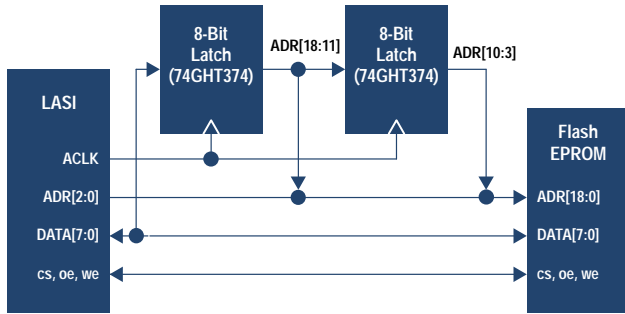 8-Bit
Latch
(74GHT374)
ADR[18:11]
8-Bit
Latch
(74GHT374)
ADR[10:3]
LASI
ACLK
ADR[2:0]
DATA[7:0]
cs, oe, we
Flash
EPROM
ADR[18:0]
DATA[7:0]
cs, oe, we